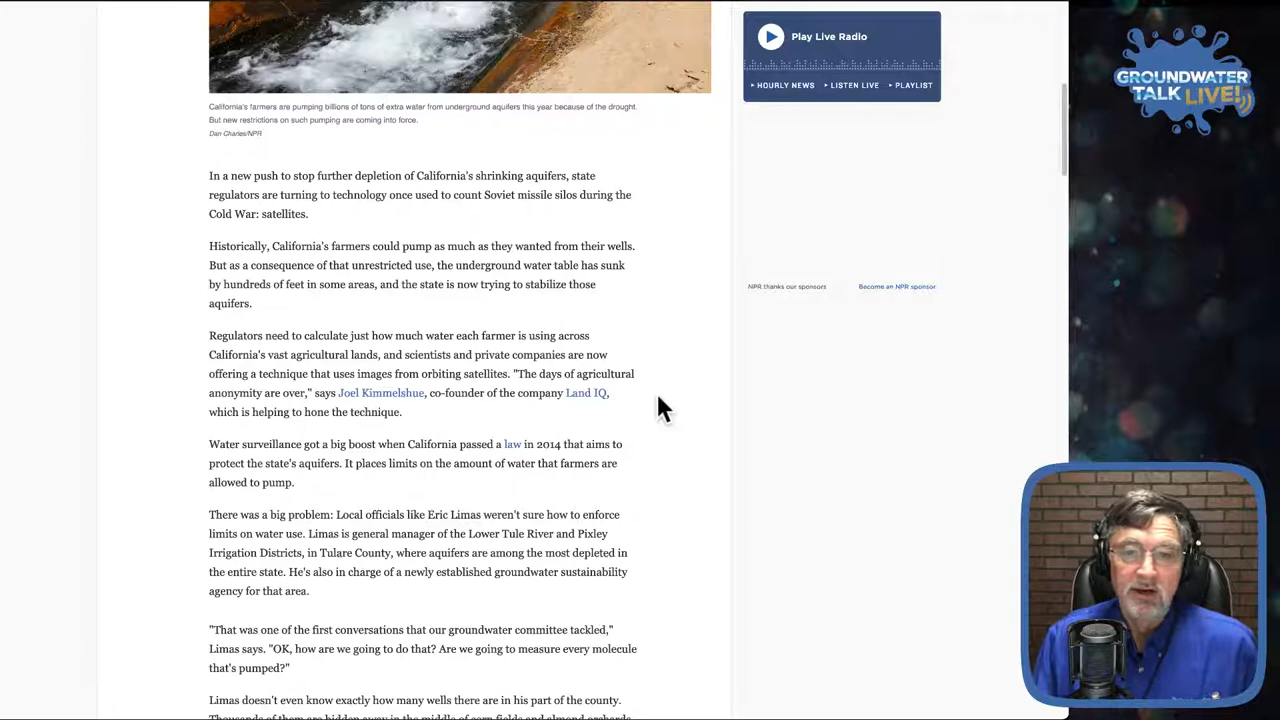 California's farmers are pumping billions of tons of extra water from underground aquifers this year because of the drought.
But new restrictions on such pumping are coming into force.
Dan Charles/NPR
In a new push to stop further depletion of California's shrinking aquifers, state
regulators are turning to technology once used to count Soviet missile silos during the
Cold War: satellites.
Historically, California's farmers could pump as much as they wanted from their wells.
But as a consequence of that unrestricted use, the underground water table has sunk
by hundreds of feet in some areas, and the state is now trying to stabilize those
aquifers.
Regulators need to calculate just how much water each farmer is using across
California's vast agricultural lands, and scientists and private companies are now
offering a technique that uses images from orbiting satellites. "The days of agricultural
anonymity are over," says Joel Kimmelshue, co-founder of the company Land IQ,
which is helping to hone the technique.
Water surveillance got a big boost when California passed a law in 2014 that aims to
protect the state's aquifers. It places limits on the amount of water that farmers are
allowed to pump.
There was a big problem: Local officials like Eric Limas weren't sure how to enforce
limits on water use. Limas is general manager of the Lower Tule River and Pixley
Irrigation Districts, in Tulare County, where aquifers are among the most depleted in
the entire state. He's also in charge of a newly established groundwater sustainability
agency for that area.
"That was one of the first conversations that our groundwater committee tackled,"
Limas says. "OK, how are we going to do that? Are we going to measure every molecule
that's pumped?"
Limas doesn't even know exactly how many wells there are in his part of the county.
Thousands of them are hidden away in the middle of corn fields and almond orchards.
Play Live Radio
HOURLY NEWS LISTEN LIVE PLAYLIST
NPR thanks our sponsors Become an NPR sponsor
GROUNDWATER
TALK LIVE!